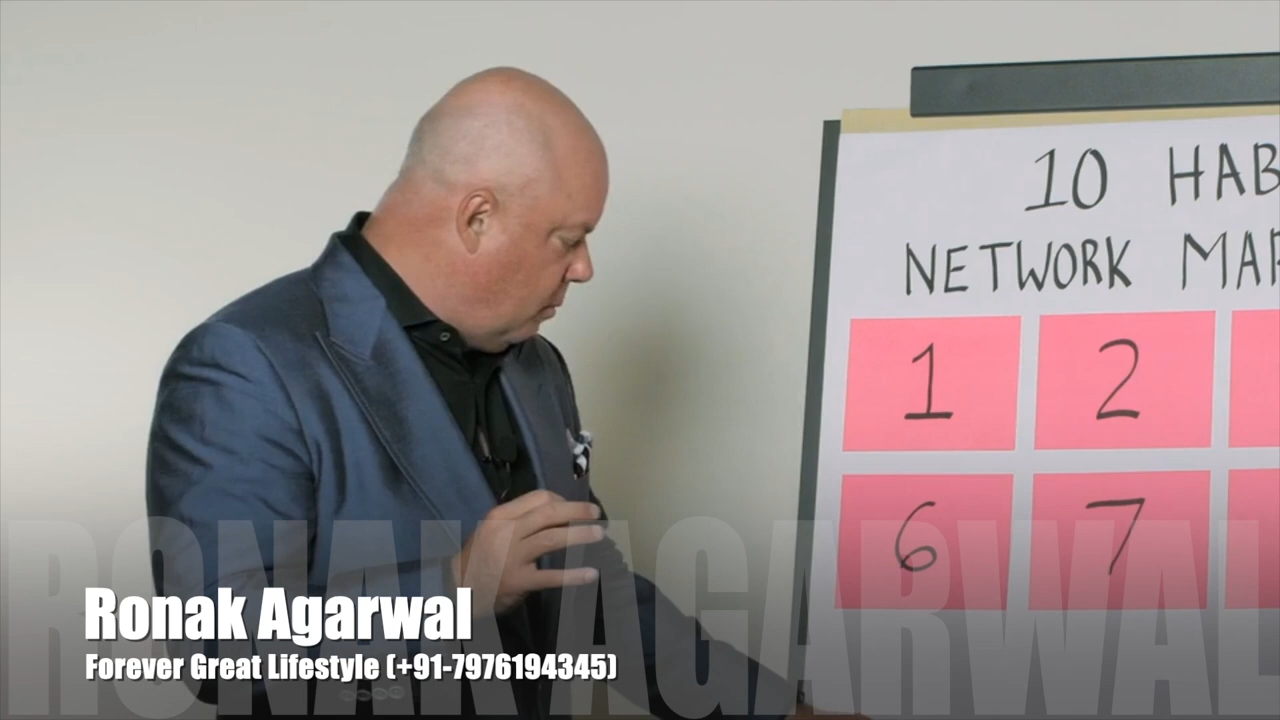 10 HAB
NETWORK MAR
1 2
6 7
RONAK AGARWAL
Ronak Agarwal
Forever Great Lifestyle (+91-7976194345)